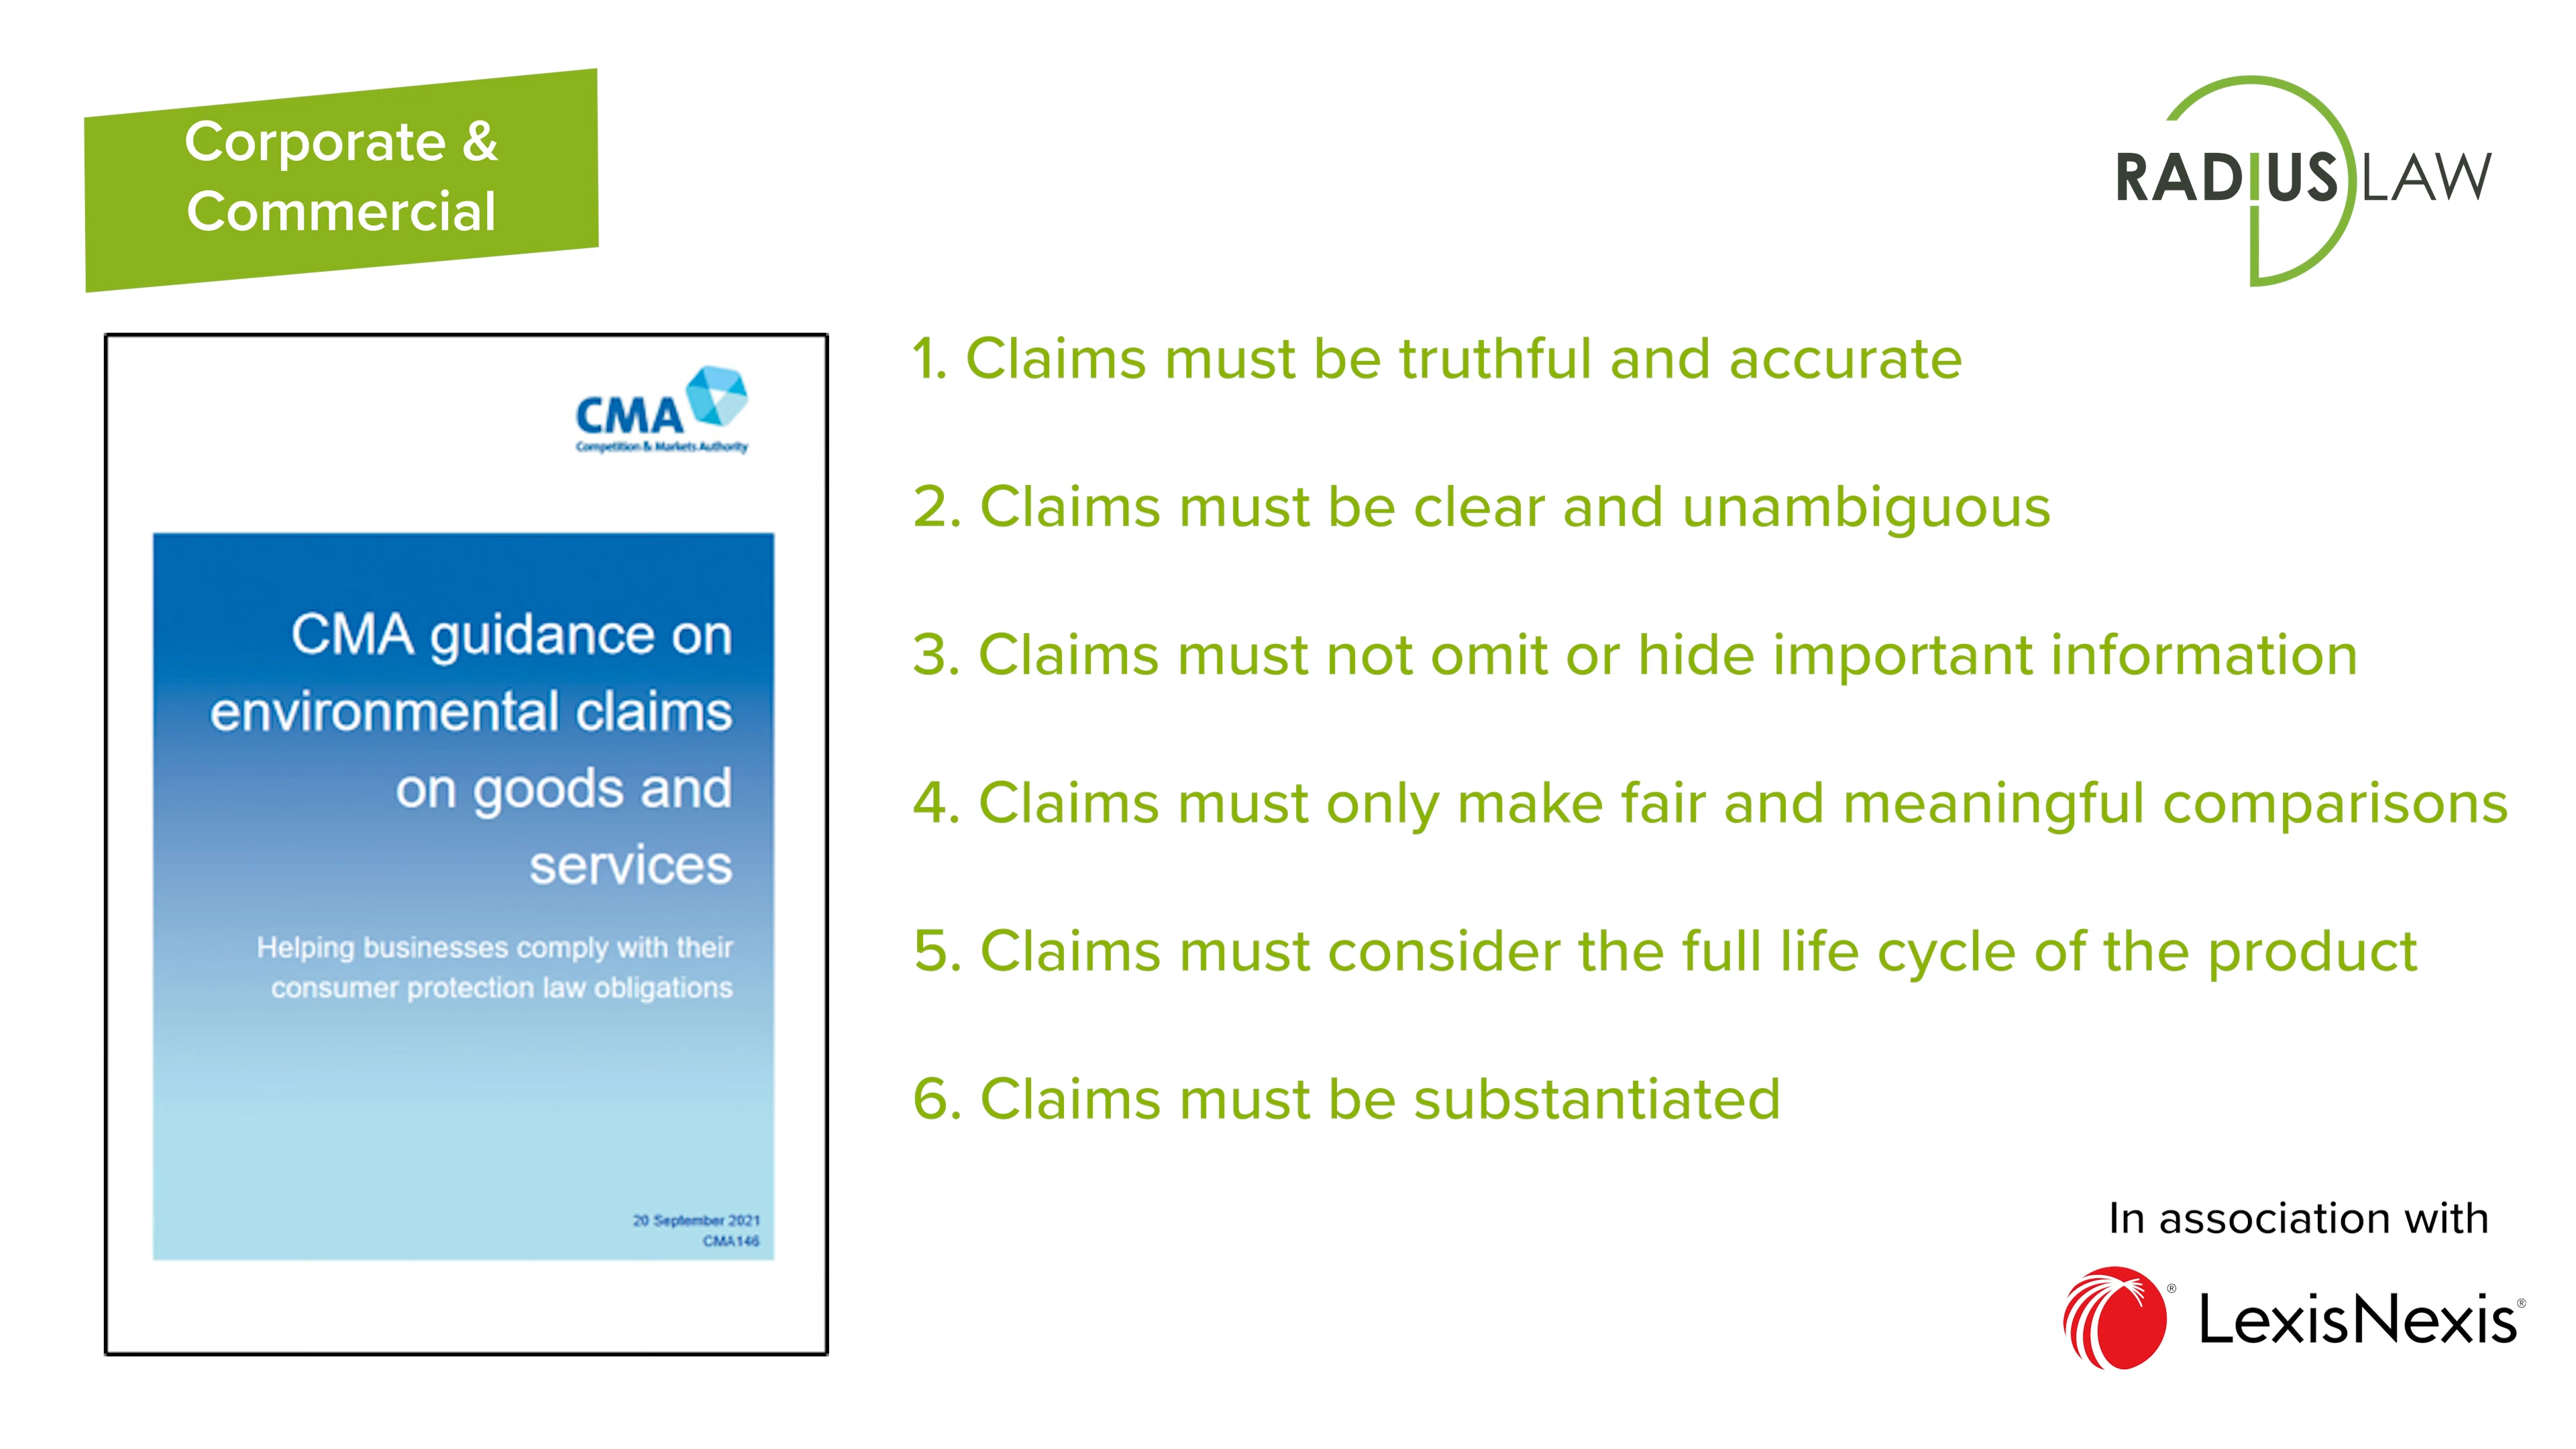 Corporate &
Commercial
RADIUS LAW
CMA
Competition & Markets Authority
CMA guidance on
environmental claims
on goods and
services
Helping businesses comply with their
consumer protection law obligations
20 September 2021
CMA146
1. Claims must be truthful and accurate
2. Claims must be clear and unambiguous
3. Claims must not omit or hide important information
4. Claims must only make fair and meaningful comparisons
5. Claims must consider the full life cycle of the product
6. Claims must be substantiated
In association with
® LexisNexis®